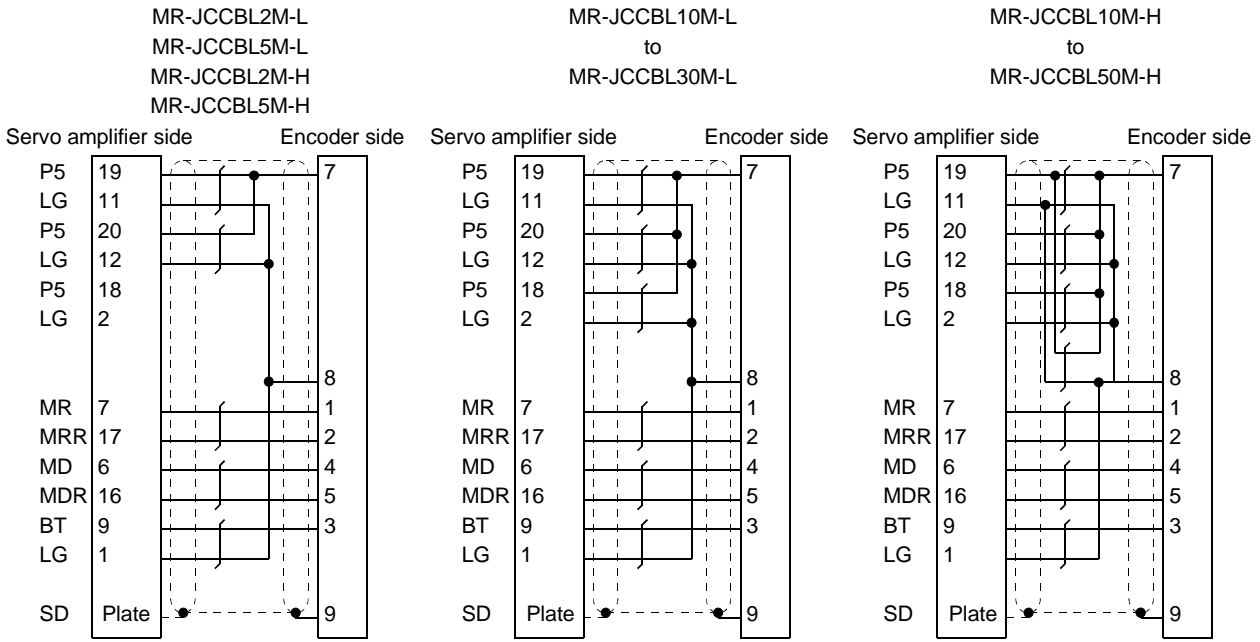 MR-JCCBL2M-L
MR-JCCBL5M-L
MR-JCCBL2M-H
MR-JCCBL5M-H
Servo amplifier side Encoder side
P5 19 7
LG 11
P5 20
LG 12
P5 18
LG 2
8
MR 7 1
MRR 17 2
MD 6 4
MDR 16 5
BT 9 3
LG 1
SD Plate 9
MR-JCCBL10M-L
to
MR-JCCBL30M-L
Servo amplifier side Encoder side
P5 19 7
LG 11
P5 20
LG 12
P5 18
LG 2
8
MR 7 1
MRR 17 2
MD 6 4
MDR 16 5
BT 9 3
LG 1
SD Plate 9
MR-JCCBL10M-H
to
MR-JCCBL50M-H
Servo amplifier side Encoder side
P5 19 7
LG 11
P5 20
LG 12
P5 18
LG 2
8
MR 7 1
MRR 17 2
MD 6 4
MDR 16 5
BT 9 3
LG 1
SD Plate 9